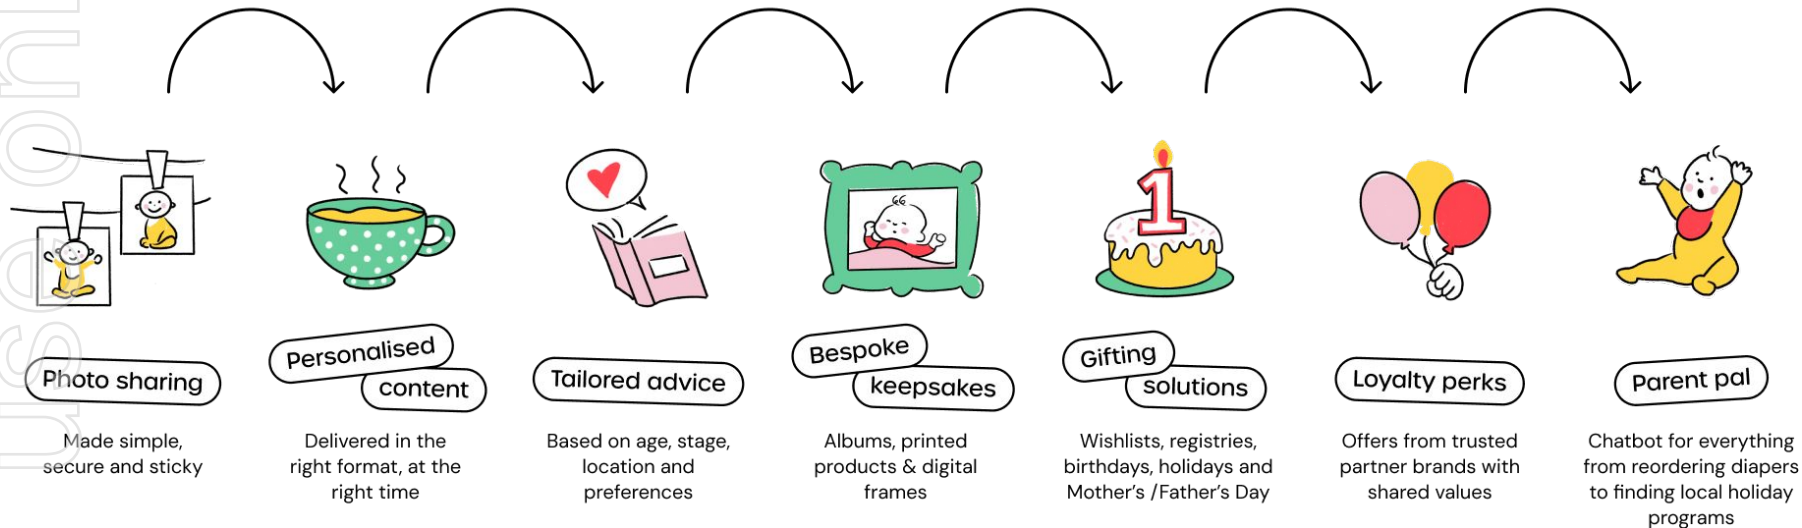 use only
Photo sharing
Made simple,
secure and sticky
Personalised
content
Delivered in the
right format, at the
right time
Tailored advice
Based on age, stage,
location and
preferences
Bespoke
keepsakes
Albums, printed
products & digital
frames
1
Gifting
solutions
Wishlists, registries,
birthdays, holidays and
Mother's /Father's Day
Loyalty perks
Offers from trusted
partner brands with
shared values
Parent pal
Chatbot for everything
from reordering diapers
to finding local holiday
programs